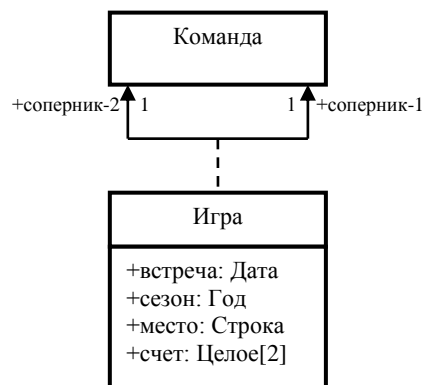 Команда
+соперник-2 1 1 +соперник-1
Игра
+встреча: Дата
+сезон: Год
+место: Строка
+счет: Целое[2]